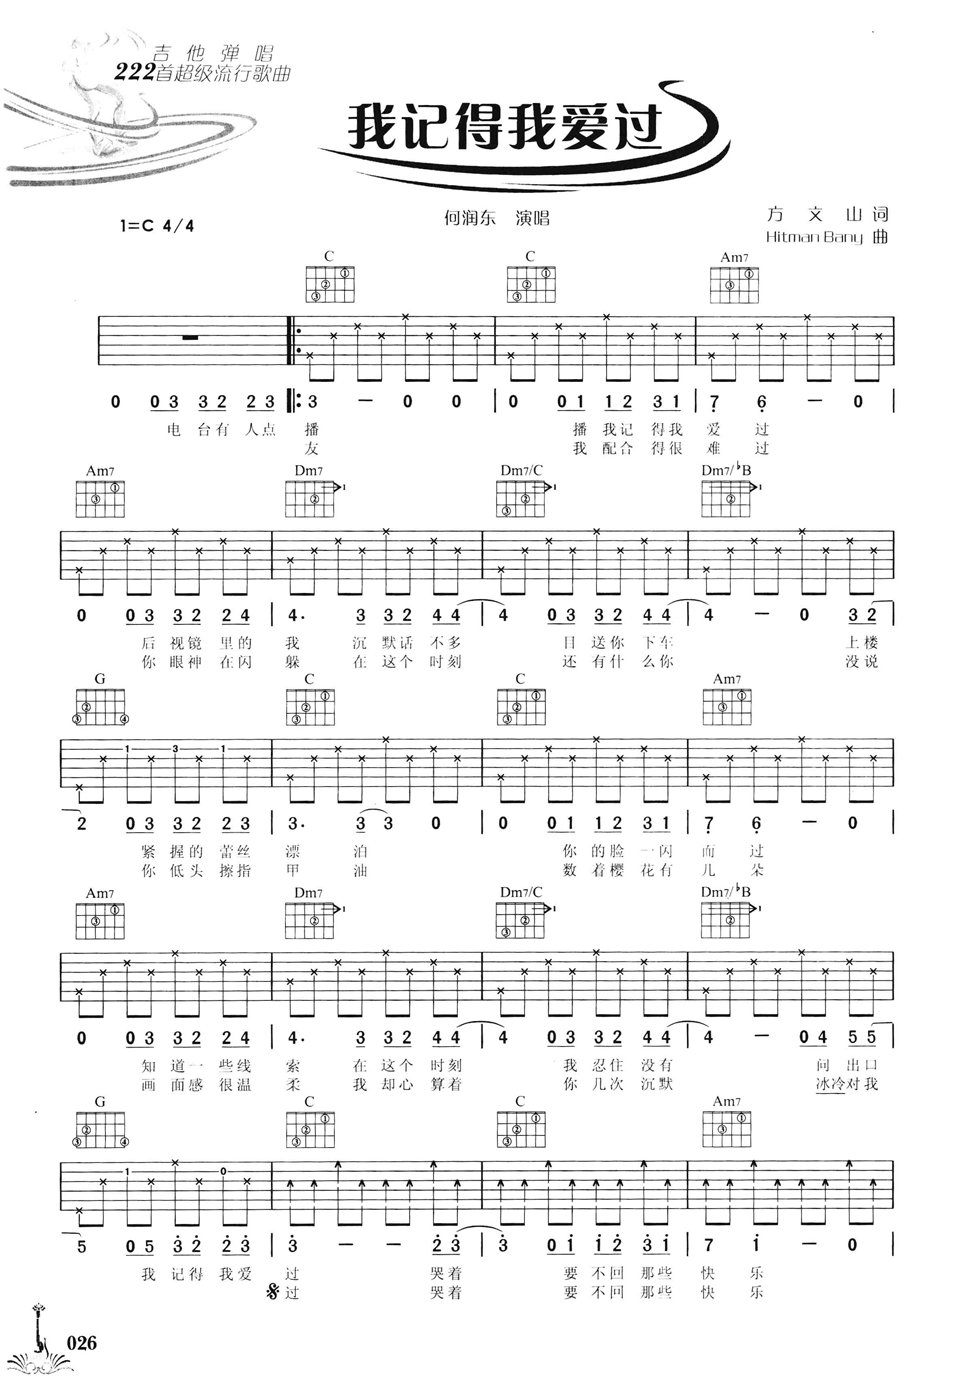 吉他弹唱
222首超级流行歌曲
我记得我爱过
1=C 4/4
何润东 演唱
方文山 词
Hitman Bany 曲
C C Am7
0 03 32 23 3 — 0 0 0 01 12 31 7 6 — 0
电 台有 人点 播 播 我记 得我 爱 过
友 我 配合 得很 难 过
Am7 Dm7 Dm7/C Dm7/♭B
0 03 32 24 4. 3 32 44 4 03 32 44 4 — 0 32
后 视镜 里的 我 沉 默话 不多 目 送你 下车 上楼
你 眼神 在闪 躲 在 这个 时刻 还 有什 么你 没说
G C C Am7
1 3 1
2 03 32 23 3. 3 3 0 0 01 12 31 7 6 — 0
紧 握的 蕾丝 漂 泊 你 的脸 一闪 而 过
你 低头 擦指 甲 油 数 着樱 花有 几 朵
Am7 Dm7 Dm7/C Dm7/♭B
0 03 32 24 4. 3 32 44 4 03 32 44 4 — 04 55
知 道一 些线 索 在 这个 时刻 我 忍住 没有 问 出口
画 面感 很温 柔 我 却心 算着 你 几次 沉默 冰冷对我
G C C Am7
1 0
5 05 32 23 3 — — 23 3 01 12 31 7 1 — 0
我 记得 我爱 过 哭着 要 不回 那些 快 乐
过 哭着 要 不回 那些 快 乐
026